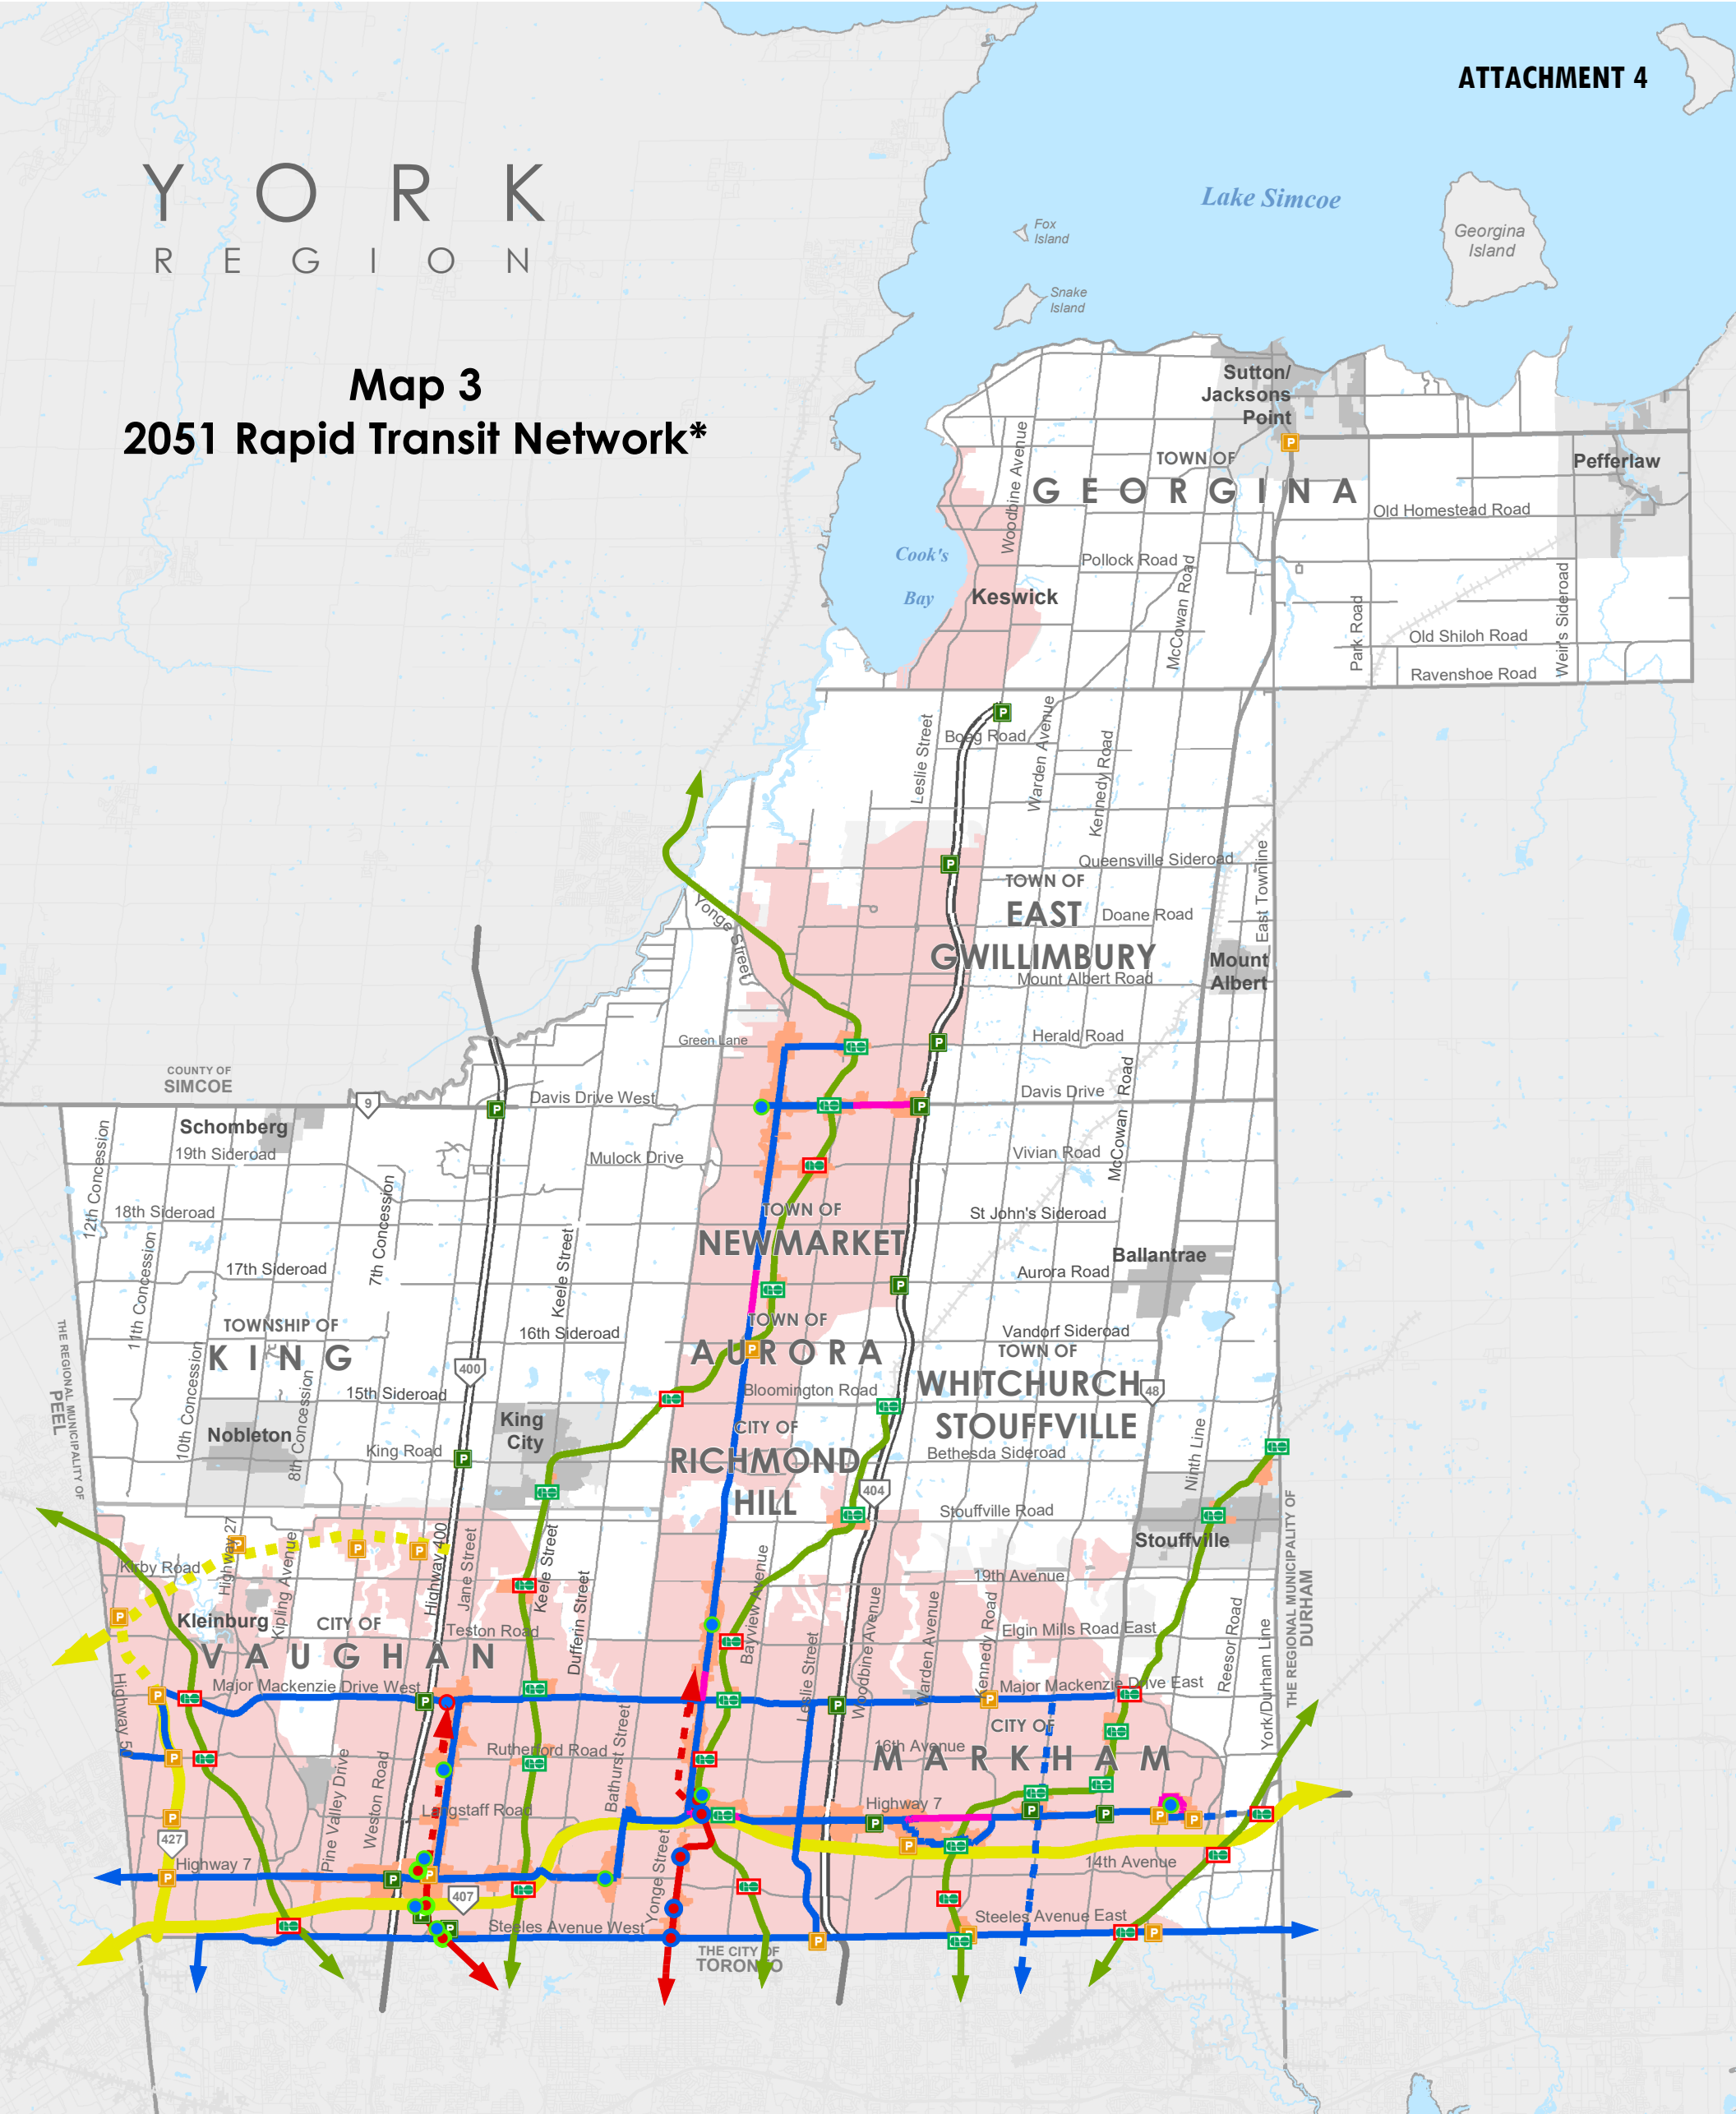 ATTACHMENT 4
YORK
REGION
Map 3
2051 Rapid Transit Network*
Lake Simcoe
Fox
Island
Georgina
Island
Snake
Island
Sutton/
Jacksons
Point
TOWN OF
GEORGINA
Pefferlaw
Woodbine Avenue
Old Homestead Road
Cook's
Bay
Pollock Road
Keswick
McCowan Road
Park Road
Weir's Sideroad
Old Shiloh Road
Ravenshoe Road
Leslie Street
Boag Road
Warden Avenue
Kennedy Road
Queensville Sideroad
East Townline
TOWN OF
EAST
GWILLIMBURY
Doane Road
Yonge Street
Mount Albert Road
Mount
Albert
Green Lane
Herald Road
COUNTY OF
SIMCOE
9
Davis Drive West
Davis Drive
McCowan Road
Schomberg
19th Sideroad
12th Concession
Mulock Drive
Vivian Road
18th Sideroad
7th Concession
TOWN OF
NEWMARKET
St John's Sideroad
Ballantrae
17th Sideroad
11th Concession
Keele Street
Aurora Road
TOWNSHIP OF
KING
16th Sideroad
TOWN OF
AURORA
Vandorf Sideroad
TOWN OF
WHITCHURCH
STOUFFVILLE
400
15th Sideroad
10th Concession
8th Concession
Bloomington Road
48
THE REGIONAL MUNICIPALITY OF
PEEL
Nobleton
King
City
King Road
CITY OF
RICHMOND
HILL
Bethesda Sideroad
Ninth Line
404
Stouffville Road
Stouffville
Kirby Road
Highway 27
Kipling Avenue
Highway 400
Jane Street
Keele Street
Dufferin Street
Bayview Avenue
19th Avenue
Kleinburg
CITY OF
VAUGHAN
Teston Road
Leslie Street
Woodbine Avenue
Warden Avenue
Kennedy Road
Elgin Mills Road East
Reesor Road
York/Durham Line
THE REGIONAL MUNICIPALITY OF
DURHAM
Major Mackenzie Drive West
Major Mackenzie Drive East
Highway 5
Rutherford Road
Bathurst Street
CITY OF
MARKHAM
16th Avenue
Pine Valley Drive
Weston Road
Langstaff Road
Highway 7
427
Highway 7
Yonge Street
14th Avenue
407
Steeles Avenue West
Steeles Avenue East
THE CITY OF
TORONTO